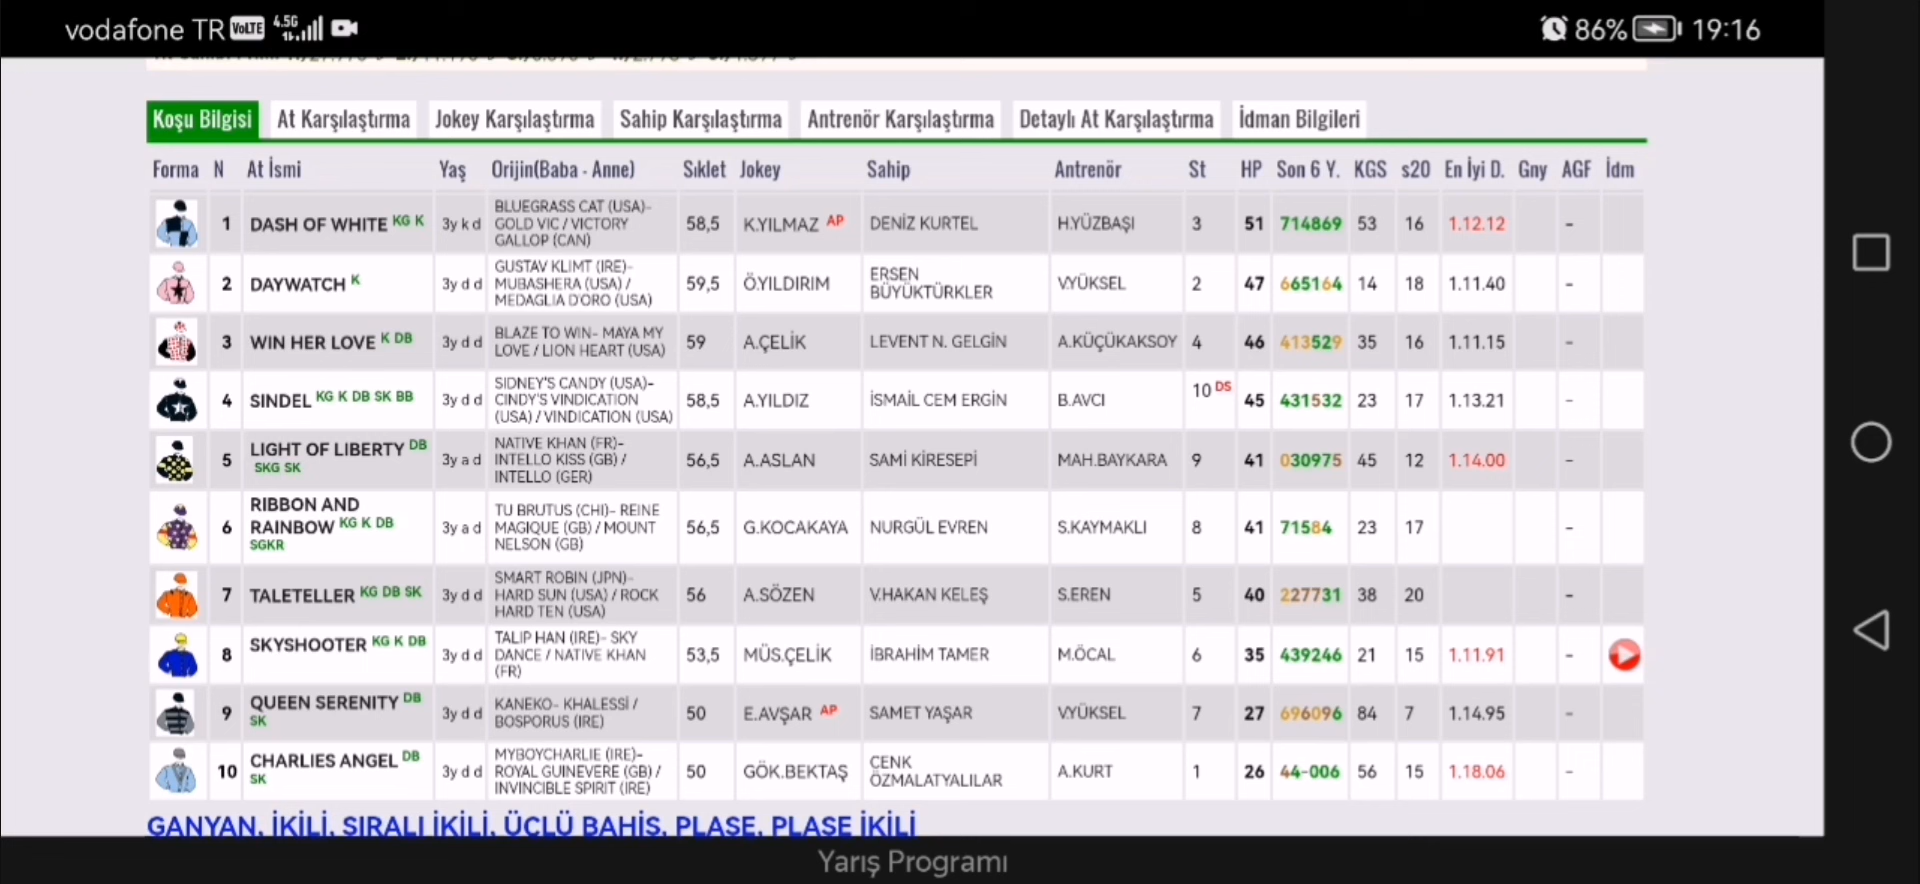 vodafone TR VoLTE 4.5G 86% 19:16
Koşu Bilgisi At Karşılaştırma Jokey Karşılaştırma Sahip Karşılaştırma Antrenör Karşılaştırma Detaylı At Karşılaştırma İdman Bilgileri
Forma N At İsmi Yaş Orijin(Baba - Anne) Sıklet Jokey Sahip Antrenör St HP Son 6 Y. KGS s20 En İyi D. Gny AGF İdm
1 DASH OF WHITE KG K 3y k d BLUEGRASS CAT (USA)- GOLD VIC / VICTORY GALLOP (CAN) 58,5 K.YILMAZ AP DENİZ KURTEL H.YÜZBAŞI 3 51 714869 53 16 1.12.12 -
2 DAYWATCH K 3y d d GUSTAV KLIMT (IRE)- MUBASHERA (USA) / MEDAGLIA D'ORO (USA) 59,5 Ö.YILDIRIM ERSEN BÜYÜKTÜRKLER V.YÜKSEL 2 47 665164 14 18 1.11.40 -
3 WIN HER LOVE K DB 3y d d BLAZE TO WIN- MAYA MY LOVE / LION HEART (USA) 59 A.ÇELİK LEVENT N. GELGİN A.KÜÇÜKAKSOY 4 46 413529 35 16 1.11.15 -
4 SINDEL KG K DB SK BB 3y d d SIDNEY'S CANDY (USA)- CINDY'S VINDICATION (USA) / VINDICATION (USA) 58,5 A.YILDIZ İSMAİL CEM ERGİN B.AVCI 10 DS 45 431532 23 17 1.13.21 -
5 LIGHT OF LIBERTY DB SKG SK 3y a d NATIVE KHAN (FR)- INTELLO KISS (GB) / INTELLO (GER) 56,5 A.ASLAN SAMİ KİRESEPİ MAH.BAYKARA 9 41 030975 45 12 1.14.00 -
6 RIBBON AND RAINBOW KG K DB SGKR 3y a d TU BRUTUS (CHI)- REINE MAGIQUE (GB) / MOUNT NELSON (GB) 56,5 G.KOCAKAYA NURGÜL EVREN S.KAYMAKLI 8 41 71584 23 17 -
7 TALETELLER KG DB SK 3y d d SMART ROBIN (JPN)- HARD SUN (USA) / ROCK HARD TEN (USA) 56 A.SÖZEN V.HAKAN KELEŞ S.EREN 5 40 227731 38 20 -
8 SKYSHOOTER KG K DB 3y d d TALIP HAN (IRE)- SKY DANCE / NATIVE KHAN (FR) 53,5 MÜS.ÇELİK İBRAHİM TAMER M.ÖCAL 6 35 439246 21 15 1.11.91 -
9 QUEEN SERENITY DB SK 3y d d KANEKO- KHALESSİ / BOSPORUS (IRE) 50 E.AVŞAR AP SAMET YAŞAR V.YÜKSEL 7 27 696096 84 7 1.14.95 -
10 CHARLIES ANGEL DB SK 3y d d MYBOYCHARLIE (IRE)- ROYAL GUINEVERE (GB) / INVINCIBLE SPIRIT (IRE) 50 GÖK.BEKTAŞ CENK ÖZMALATYALILAR A.KURT 1 26 44-006 56 15 1.18.06 -
GANYAN, İKİLİ, SIRALI İKİLİ, ÜÇLÜ BAHİS, PLASE, PLASE İKİLİ
Yarış Programı